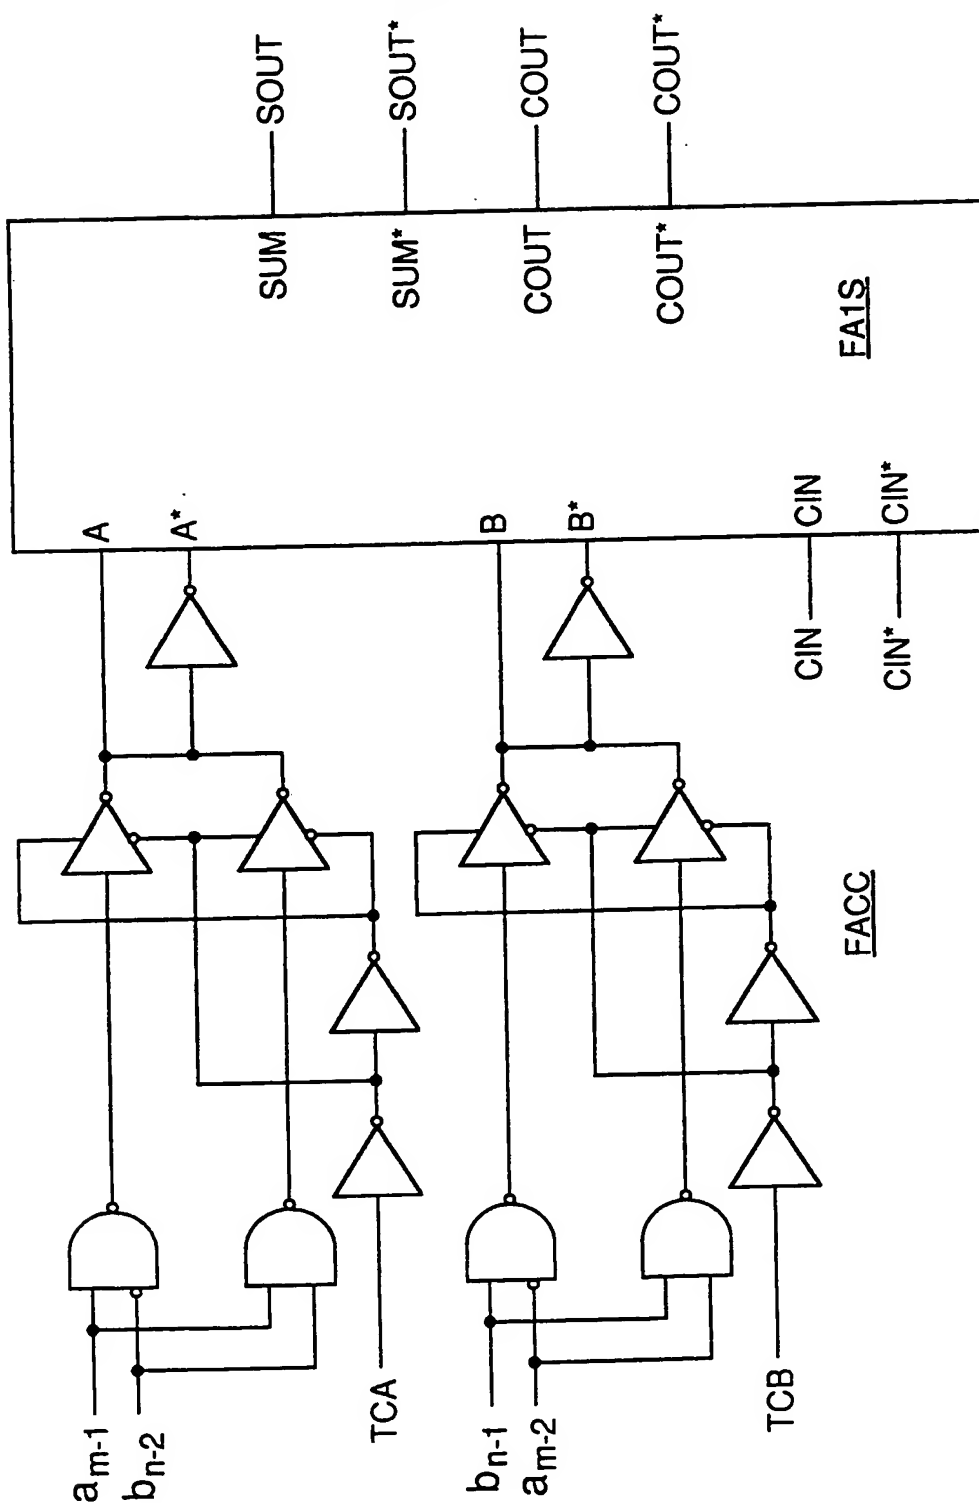 a_{m-1}
b_{n-2}
TCA
b_{n-1}
a_{m-2}
TCB
FACC
A
A*
B
B*
CIN CIN
CIN* CIN*
SUM SOUT
SUM* SOUT*
COUT COUT
COUT* COUT*
FA1S